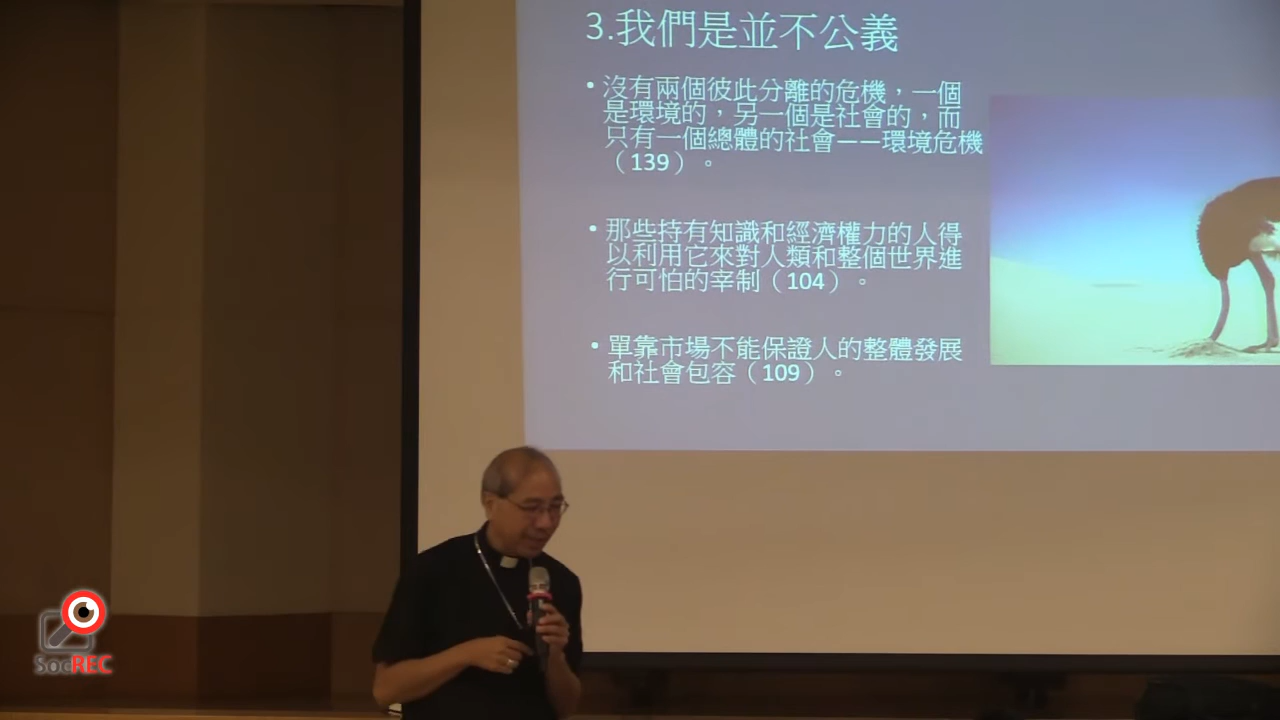 3.我們是並不公義
• 沒有兩個彼此分離的危機，一個
是環境的，另一個是社會的，而
只有一個總體的社會——環境危機
（139）。
• 那些持有知識和經濟權力的人得
以利用它來對人類和整個世界進
行可怕的宰制（104）。
• 單靠市場不能保證人的整體發展
和社會包容（109）。
SocREC